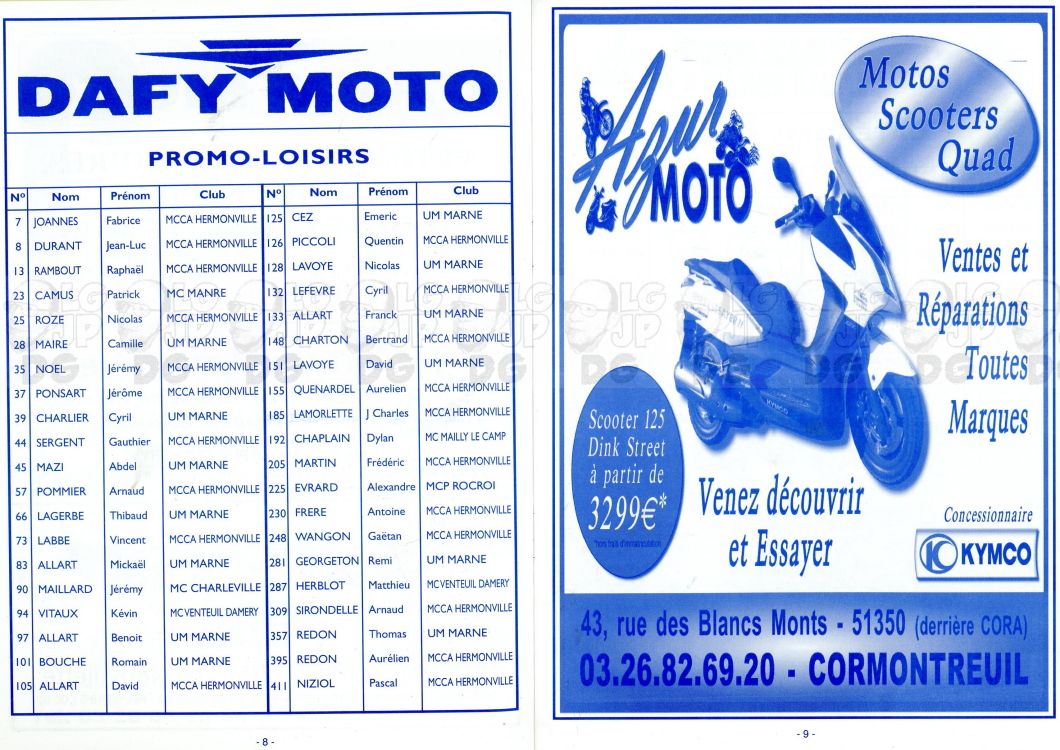 DAFY MOTO
PROMO-LOISIRS
Nº Nom Prénom Club Nº Nom Prénom Club
7 JOANNES Fabrice MCCA HERMONVILLE 125 CEZ Emeric UM MARNE
8 DURANT Jean-Luc MCCA HERMONVILLE 126 PICCOLI Quentin MCCA HERMONVILLE
13 RAMBOUT Raphaël MCCA HERMONVILLE 128 LAVOYE Nicolas UM MARNE
23 CAMUS Patrick MC MANRE 132 LEFEVRE Cyril MCCA HERMONVILLE
25 ROZE Nicolas MCCA HERMONVILLE 133 ALLART Franck UM MARNE
28 MAIRE Camille UM MARNE 148 CHARTON Bertrand MCCA HERMONVILLE
35 NOEL Jérémy MCCA HERMONVILLE 151 LAVOYE David UM MARNE
37 PONSART Jérôme MCCA HERMONVILLE 155 QUENARDEL Aurelien MCCA HERMONVILLE
39 CHARLIER Cyril UM MARNE 185 LAMORLETTE J Charles MCCA HERMONVILLE
44 SERGENT Gauthier MCCA HERMONVILLE 192 CHAPLAIN Dylan MC MAILLY LE CAMP
45 MAZI Abdel UM MARNE 205 MARTIN Frédéric MCCA HERMONVILLE
57 POMMIER Arnaud MCCA HERMONVILLE 225 EVRARD Alexandre MCP ROCROI
66 LAGERBE Thibaud UM MARNE 230 FRERE Antoine MCCA HERMONVILLE
73 LABBE Vincent MCCA HERMONVILLE 248 WANGON Gaëtan MCCA HERMONVILLE
83 ALLART Mickaël UM MARNE 281 GEORGETON Remi UM MARNE
90 MAILLARD Jérémy MC CHARLEVILLE 287 HERBLOT Matthieu MC VENTEUIL DAMERY
94 VITAUX Kévin MC VENTEUIL DAMERY 309 SIRONDELLE Arnaud MCCA HERMONVILLE
97 ALLART Benoit UM MARNE 357 REDON Thomas UM MARNE
101 BOUCHE Romain UM MARNE 395 REDON Aurélien MCCA HERMONVILLE
105 ALLART David MCCA HERMONVILLE 411 NIZIOL Pascal MCCA HERMONVILLE
- 8 -
Azur
MOTO
Motos
Scooters
Quad
Ventes et
Réparations
Toutes
Marques
KYMCO
Scooter 125
Dink Street
à partir de
3299€*
Venez découvrir
et Essayer
Concessionnaire
KYMCO
43, rue des Blancs Monts - 51350 (derrière CORA)
03.26.82.69.20 - CORMONTREUIL
- 9 -
LG
JP
DG